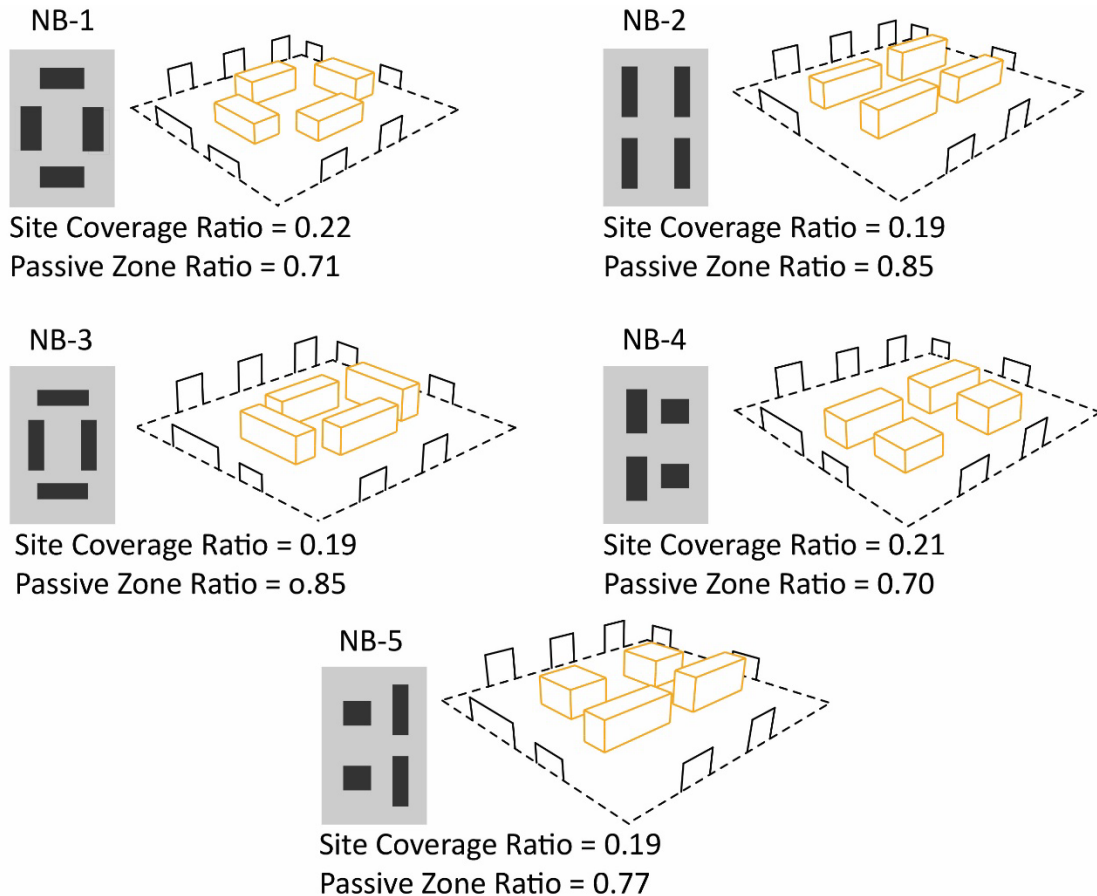 NB-1
Site Coverage Ratio = 0.22
Passive Zone Ratio = 0.71
NB-2
Site Coverage Ratio = 0.19
Passive Zone Ratio = 0.85
NB-3
Site Coverage Ratio = 0.19
Passive Zone Ratio = o.85
NB-4
Site Coverage Ratio = 0.21
Passive Zone Ratio = 0.70
NB-5
Site Coverage Ratio = 0.19
Passive Zone Ratio = 0.77